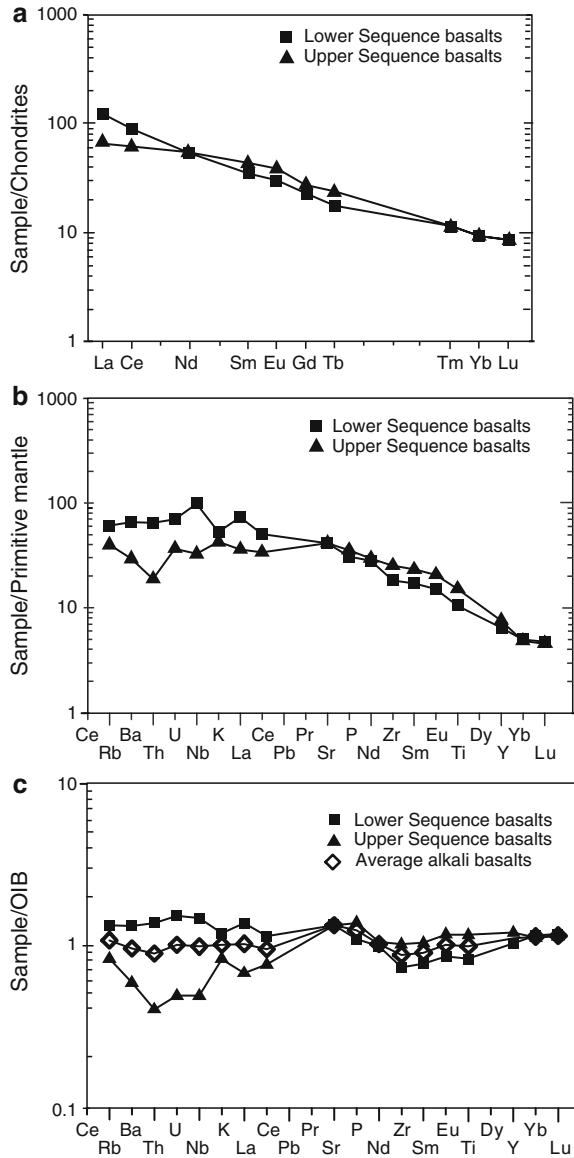 a
1000
100
10
1
Sample/Chondrites
Lower Sequence basalts
Upper Sequence basalts
La Ce Nd Sm Eu Gd Tb Tm Yb Lu
b
1000
100
10
1
Sample/Primitive mantle
Lower Sequence basalts
Upper Sequence basalts
Ce Ba U K Ce Pr P Zr Eu Dy Yb
Rb Th Nb La Pb Sr Nd Sm Ti Y Lu
c
10
1
0.1
Sample/OIB
Lower Sequence basalts
Upper Sequence basalts
Average alkali basalts
Ce Ba U K Ce Pr P Zr Eu Dy Yb
Rb Th Nb La Pb Sr Nd Sm Ti Y Lu